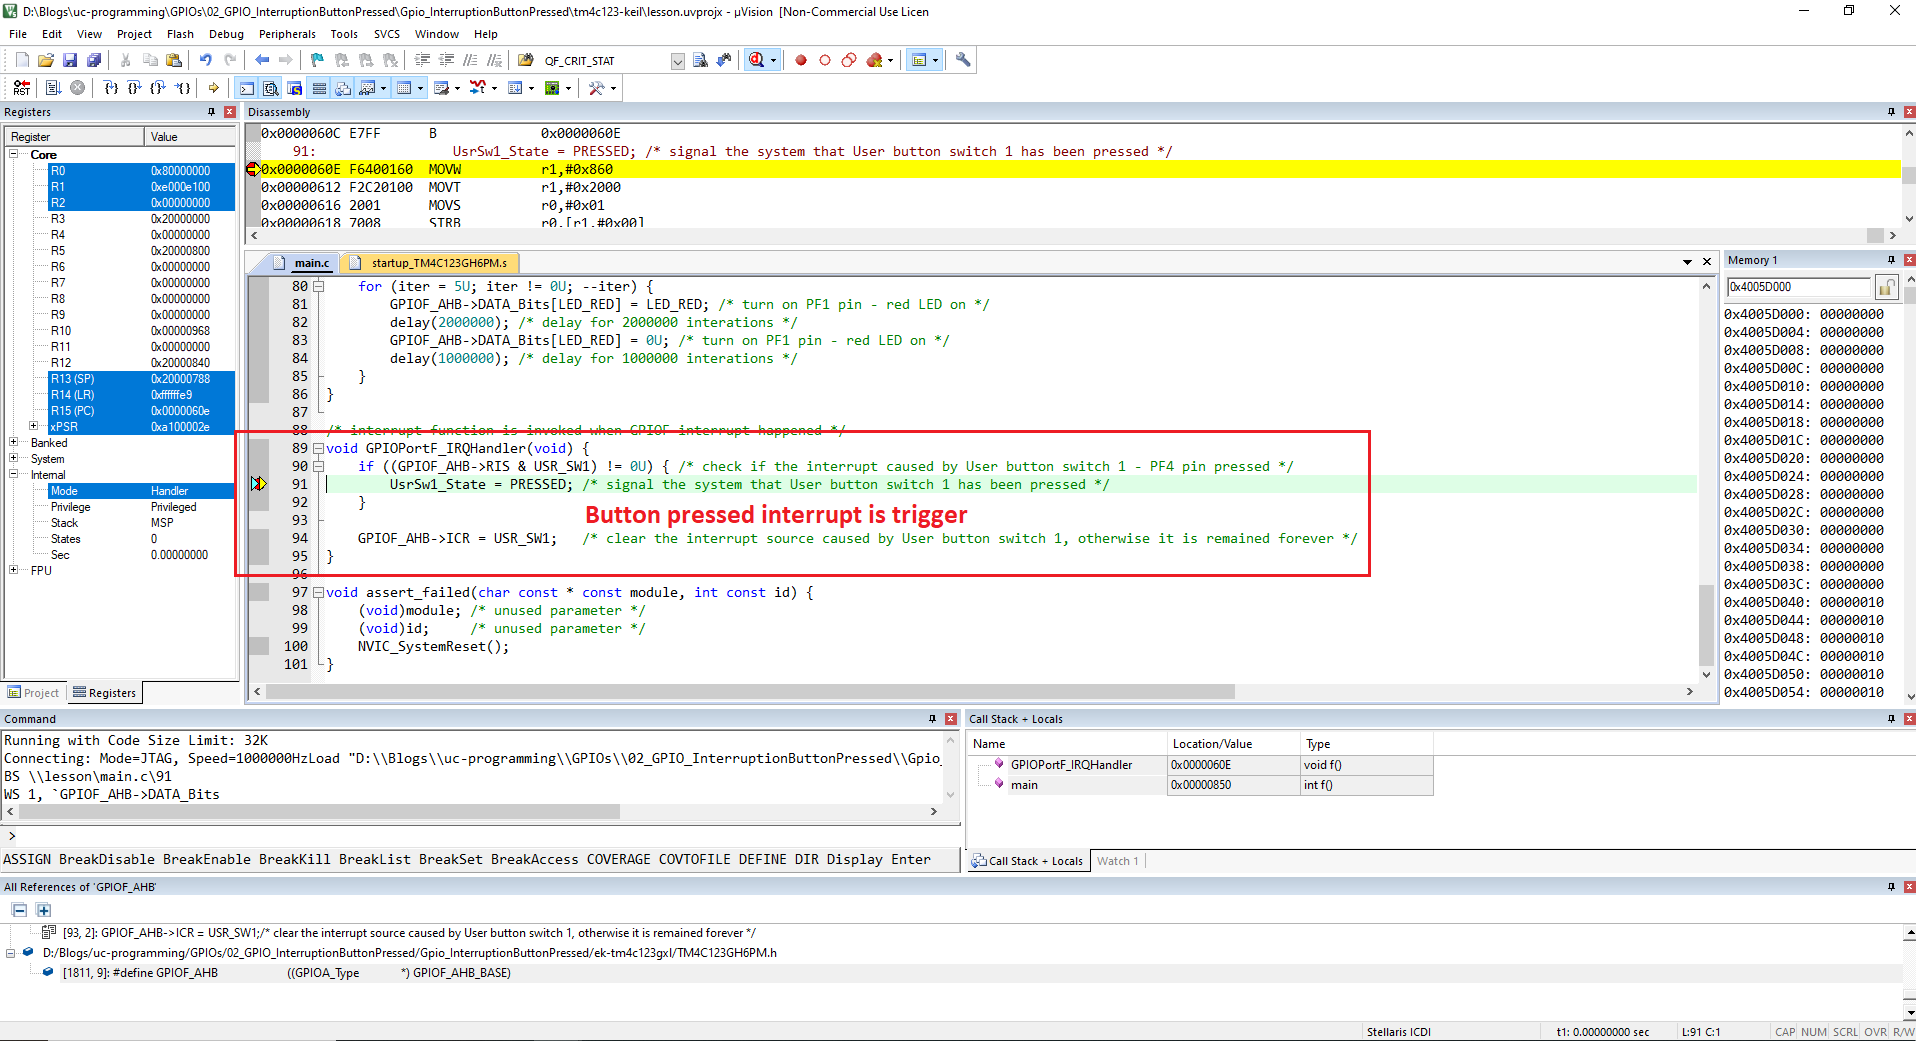 D:\Blogs\uc-programming\GPIOs\02_GPIO_InterruptionButtonPressed\Gpio_InterruptionButtonPressed\tm4c123-keil\lesson.uvprojx - µVision  [Non-Commercial Use Licen
File Edit View Project Flash Debug Peripherals Tools SVCS Window Help
QF_CRIT_STAT
RST
Registers
Register Value
Core
R0 0x80000000
R1 0xe000e100
R2 0x00000000
R3 0x20000000
R4 0x00000000
R5 0x20000800
R6 0x00000000
R7 0x00000000
R8 0x00000000
R9 0x00000000
R10 0x00000968
R11 0x00000000
R12 0x20000840
R13 (SP) 0x20000788
R14 (LR) 0xffffffe9
R15 (PC) 0x0000060e
xPSR 0xa100002e
Banked
System
Internal
Mode Handler
Privilege Privileged
Stack MSP
States 0
Sec 0.00000000
FPU
Project Registers
Disassembly
0x0000060C E7FF B 0x0000060E
91: UsrSw1_State = PRESSED; /* signal the system that User button switch 1 has been pressed */
0x0000060E F6400160 MOVW r1,#0x860
0x00000612 F2C20100 MOVT r1,#0x2000
0x00000616 2001 MOVS r0,#0x01
0x00000618 7008 STRB r0,[r1,#0x00]
main.c startup_TM4C123GH6PM.s
80 for (iter = 5U; iter != 0U; --iter) {
81 GPIOF_AHB->DATA_Bits[LED_RED] = LED_RED; /* turn on PF1 pin - red LED on */
82 delay(2000000); /* delay for 2000000 interations */
83 GPIOF_AHB->DATA_Bits[LED_RED] = 0U; /* turn on PF1 pin - red LED on */
84 delay(1000000); /* delay for 1000000 interations */
85 }
86 }
87
88 /* interrupt function is invoked when GPIOF interrupt happened */
89 void GPIOPortF_IRQHandler(void) {
90 if ((GPIOF_AHB->RIS & USR_SW1) != 0U) { /* check if the interrupt caused by User button switch 1 - PF4 pin pressed */
91 UsrSw1_State = PRESSED; /* signal the system that User button switch 1 has been pressed */
92 }
Button pressed interrupt is trigger
93
94 GPIOF_AHB->ICR = USR_SW1; /* clear the interrupt source caused by User button switch 1, otherwise it is remained forever */
95 }
96
97 void assert_failed(char const * const module, int const id) {
98 (void)module; /* unused parameter */
99 (void)id; /* unused parameter */
100 NVIC_SystemReset();
101 }
Memory 1
0x4005D000
0x4005D000: 00000000
0x4005D004: 00000000
0x4005D008: 00000000
0x4005D00C: 00000000
0x4005D010: 00000000
0x4005D014: 00000000
0x4005D018: 00000000
0x4005D01C: 00000000
0x4005D020: 00000000
0x4005D024: 00000000
0x4005D028: 00000000
0x4005D02C: 00000000
0x4005D030: 00000000
0x4005D034: 00000000
0x4005D038: 00000000
0x4005D03C: 00000000
0x4005D040: 00000010
0x4005D044: 00000010
0x4005D048: 00000010
0x4005D04C: 00000010
0x4005D050: 00000010
0x4005D054: 00000010
Command
Running with Code Size Limit: 32K
Connecting: Mode=JTAG, Speed=1000000HzLoad "D:\\Blogs\\uc-programming\\GPIOs\\02_GPIO_InterruptionButtonPressed\\Gpio_
BS \\lesson\main.c\91
WS 1, `GPIOF_AHB->DATA_Bits
>
ASSIGN BreakDisable BreakEnable BreakKill BreakList BreakSet BreakAccess COVERAGE COVTOFILE DEFINE DIR Display Enter
Call Stack + Locals
Name Location/Value Type
GPIOPortF_IRQHandler 0x0000060E void f()
main 0x00000850 int f()
Call Stack + Locals Watch 1
All References of 'GPIOF_AHB'
[93, 2]: GPIOF_AHB->ICR = USR_SW1;/* clear the interrupt source caused by User button switch 1, otherwise it is remained forever */
D:/Blogs/uc-programming/GPIOs/02_GPIO_InterruptionButtonPressed/Gpio_InterruptionButtonPressed/ek-tm4c123gxl/TM4C123GH6PM.h
[1811, 9]: #define GPIOF_AHB ((GPIOA_Type *) GPIOF_AHB_BASE)
Stellaris ICDI t1: 0.00000000 sec L:91 C:1 CAP NUM SCRL OVR R/W